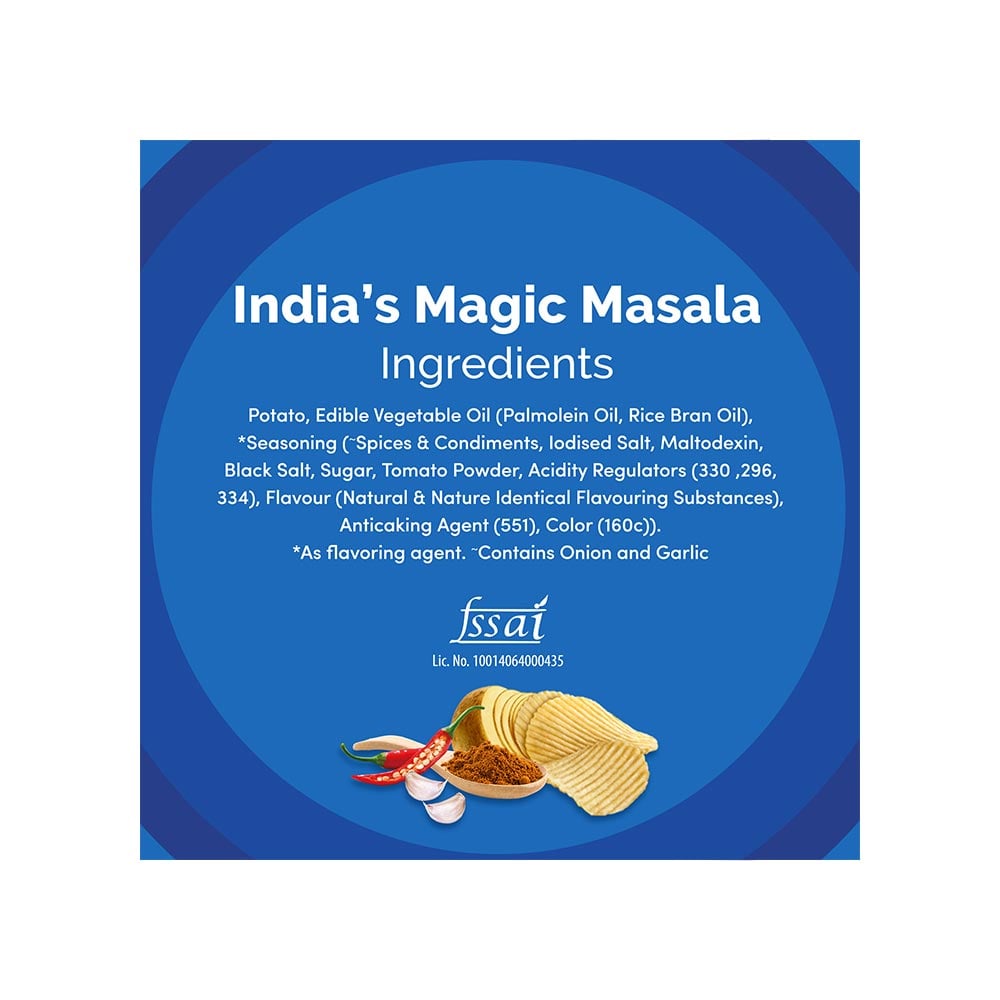 India's Magic Masala
Ingredients
Potato, Edible Vegetable Oil (Palmolein Oil, Rice Bran Oil),
*Seasoning (~Spices & Condiments, Iodised Salt, Maltodexin,
Black Salt, Sugar, Tomato Powder, Acidity Regulators (330 ,296,
334), Flavour (Natural & Nature Identical Flavouring Substances),
Anticaking Agent (551), Color (160c)).
*As flavoring agent. ~Contains Onion and Garlic
fssai
Lic. No. 10014064000435